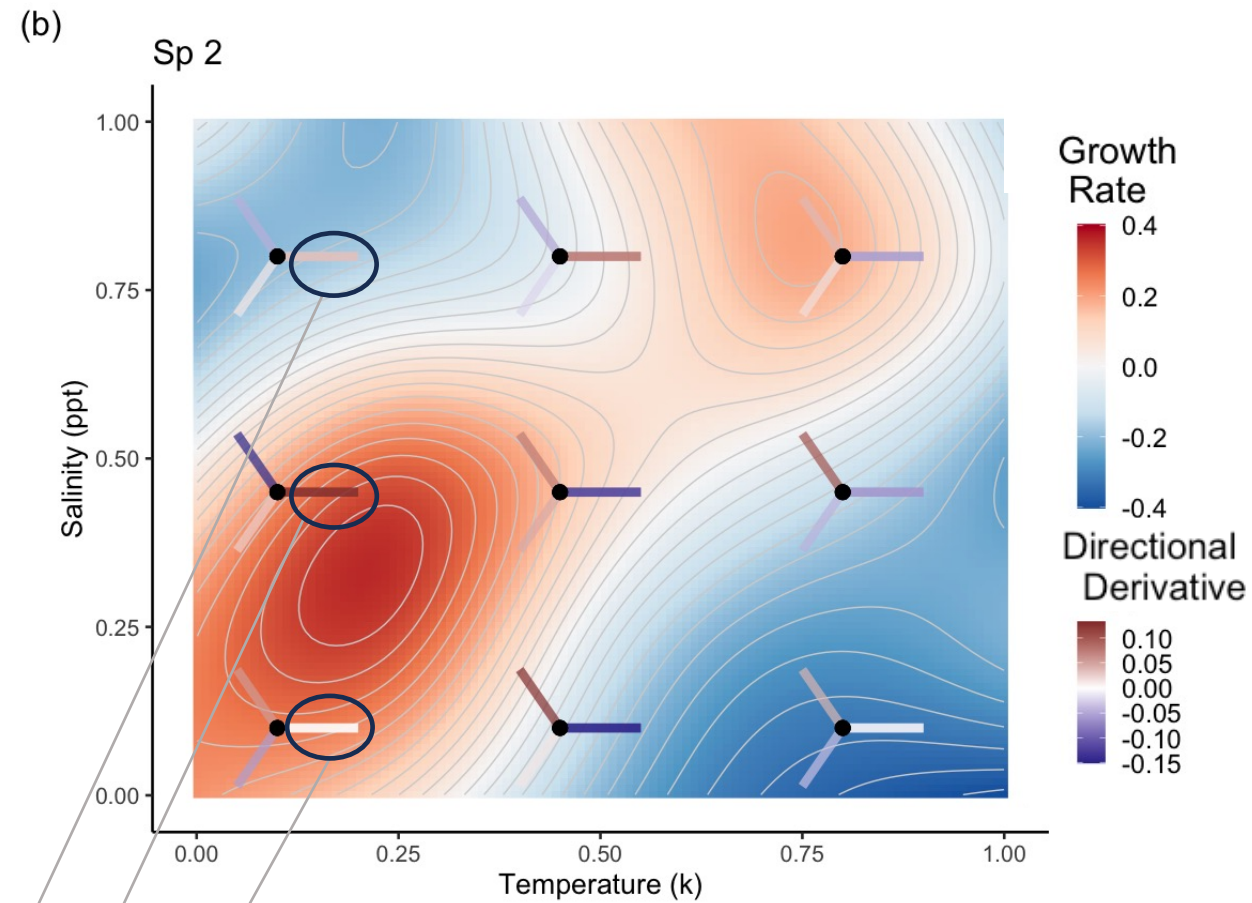 (b)
Sp 2
1.00
0.75
0.50
0.25
0.00
Salinity (ppt)
0.00
0.25
0.50
0.75
1.00
Temperature (k)
Growth
Rate
0.4
0.2
0.0
-0.2
-0.4
Directional
Derivative
0.10
0.05
0.00
-0.05
-0.10
-0.15